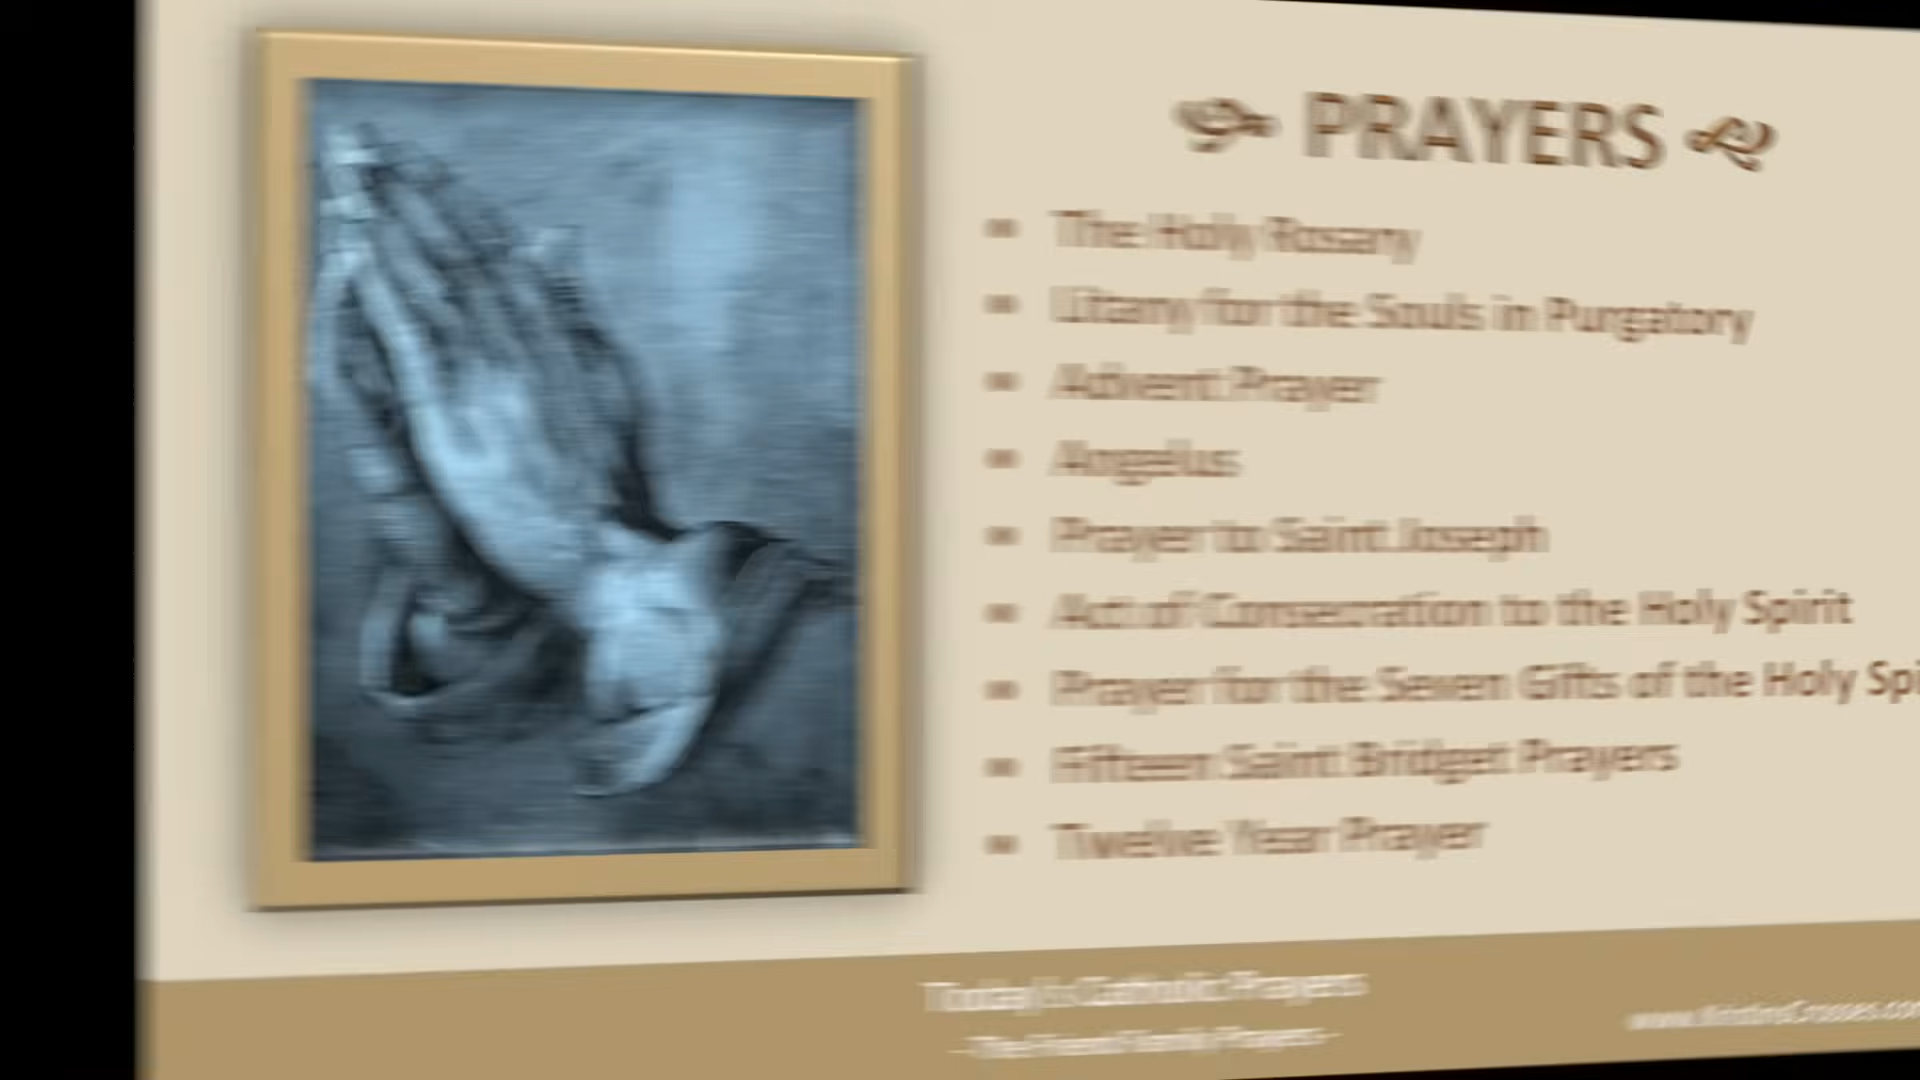 PRAYERS
The Holy Rosary
Litany for the Souls in Purgatory
Advent Prayer
Angelus
Prayer to Saint Joseph
Act of Consecration to the Holy Spirit
Prayer for the Seven Gifts of the Holy Spi
Fifteen Saint Bridget Prayers
Twelve Year Prayer
Today's Catholic Prayers